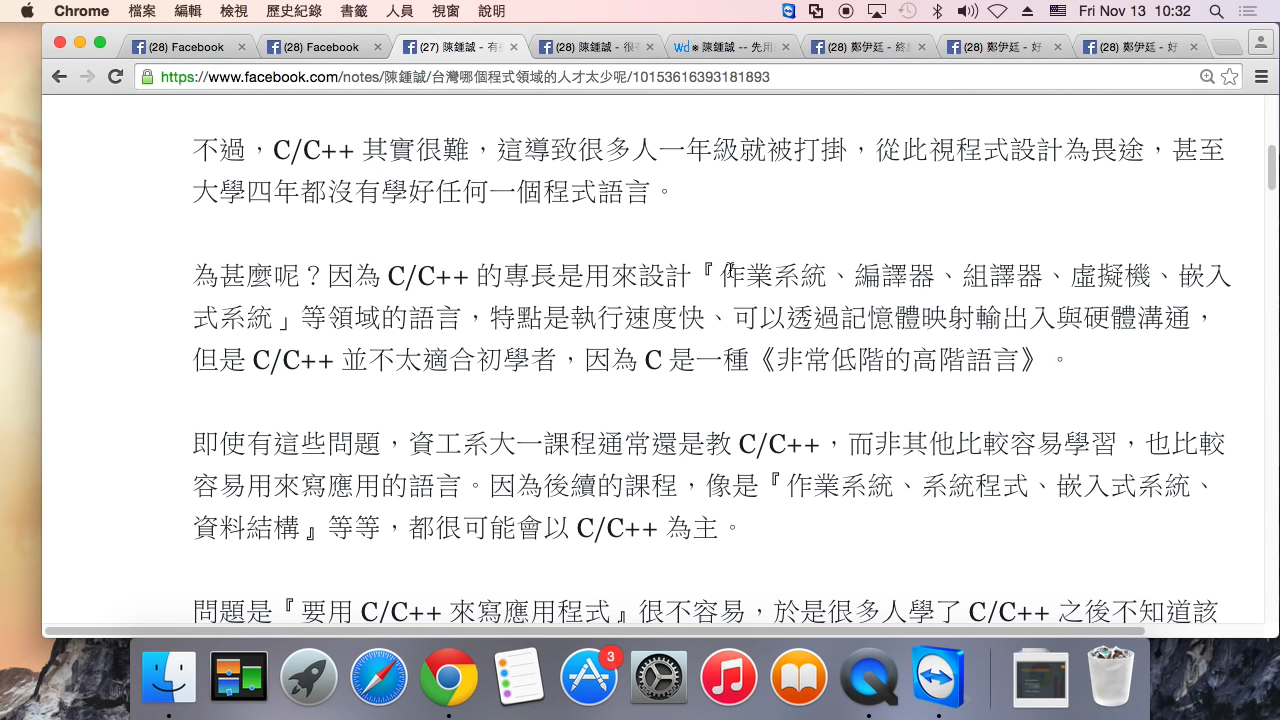 Chrome 檔案 編輯 檢視 歷史紀錄 書籤 人員 視窗 說明 Fri Nov 13 10:32
(28) Facebook (28) Facebook (27) 陳鍾誠 - 有 (28) 陳鍾誠 - 很 陳鍾誠 -- 先用 (28) 鄭伊廷 - 終 (28) 鄭伊廷 - 好 (28) 鄭伊廷 - 好
https://www.facebook.com/notes/陳鍾誠/台灣哪個程式領域的人才太少呢/10153616393181893
不過，C/C++ 其實很難，這導致很多人一年級就被打掛，從此視程式設計為畏途，甚至
大學四年都沒有學好任何一個程式語言。
為甚麼呢？因為 C/C++ 的專長是用來設計『作業系統、編譯器、組譯器、虛擬機、嵌入
式系統」等領域的語言，特點是執行速度快、可以透過記憶體映射輸出入與硬體溝通，
但是 C/C++ 並不太適合初學者，因為 C 是一種《非常低階的高階語言》。
即使有這些問題，資工系大一課程通常還是教 C/C++，而非其他比較容易學習，也比較
容易用來寫應用的語言。因為後續的課程，像是『作業系統、系統程式、嵌入式系統、
資料結構』等等，都很可能會以 C/C++ 為主。
問題是『要用 C/C++ 來寫應用程式』很不容易，於是很多人學了 C/C++ 之後不知道該
3